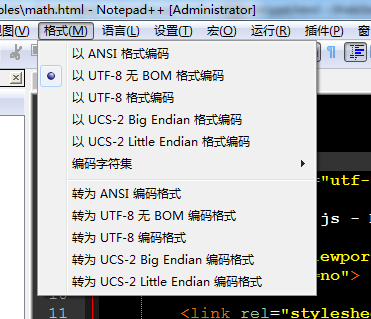 ples\math.html - Notepad++ [Administrator]
图(V) 格式(M) 语言(L) 设置(T) 宏(O) 运行(R) 插件(P)
以 ANSI 格式编码
以 UTF-8 无 BOM 格式编码
以 UTF-8 格式编码
以 UCS-2 Big Endian 格式编码
以 UCS-2 Little Endian 格式编码
编码字符集
转为 ANSI 编码格式
="utf-
转为 UTF-8 无 BOM 编码格式
js -
转为 UTF-8 编码格式
转为 UCS-2 Big Endian 编码格式
iewpor
转为 UCS-2 Little Endian 编码格式
=no">
10
11 <link rel="stylesheet